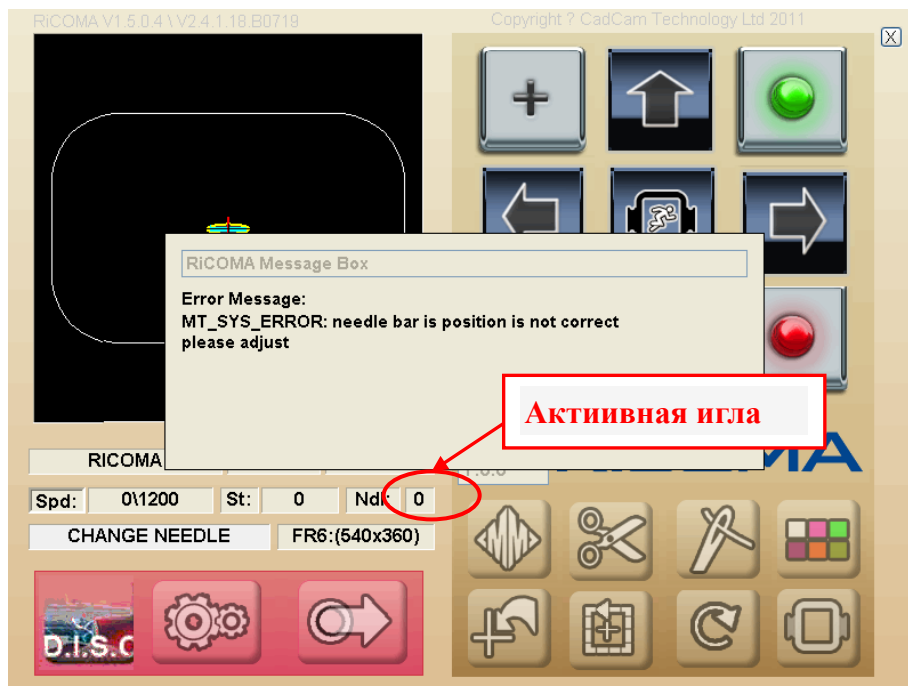 RiCOMA V1.5.0.4 \ V2.4.1.18.B0719
Copyright ? CadCam Technology Ltd 2011
X
RiCOMA Message Box
Error Message:
MT_SYS_ERROR: needle bar is position is not correct
please adjust
Актиивная игла
RICOMA
Spd:
0\1200
St:
0
Ndl:
0
CHANGE NEEDLE
FR6:(540x360)
D.I.S.C